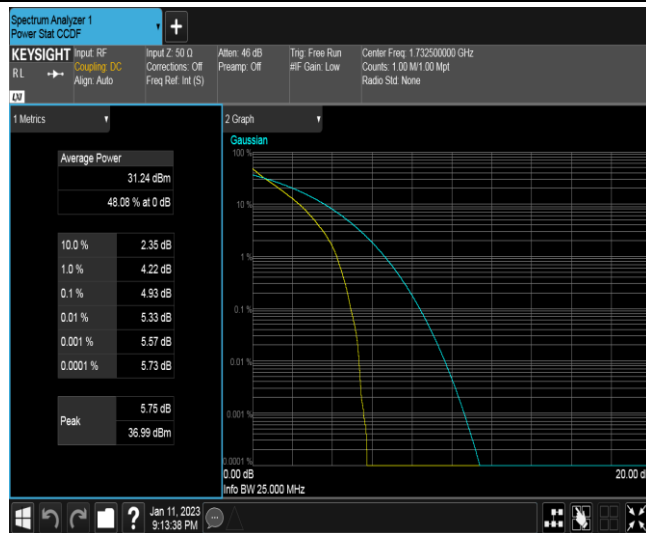 Spectrum Analyzer 1
Power Stat CCDF
KEYSIGHT
RL
Input: RF
Coupling: DC
Align: Auto
Input Z: 50 Ω
Corrections: Off
Freq Ref: Int (S)
Atten: 46 dB
Preamp: Off
Trig: Free Run
#IF Gain: Low
Center Freq: 1.732500000 GHz
Counts: 1.00 M/1.00 Mpt
Radio Std: None
1 Metrics
Average Power
31.24 dBm
48.08 % at 0 dB
10.0 % 2.35 dB
1.0 % 4.22 dB
0.1 % 4.93 dB
0.01 % 5.33 dB
0.001 % 5.57 dB
0.0001 % 5.73 dB
Peak
5.75 dB
36.99 dBm
2 Graph
Gaussian
100 %
10 %
1 %
0.1 %
0.01 %
0.001 %
0.0001 %
0.00 dB
20.00 d
Info BW 25.000 MHz
?
Jan 11, 2023
9:13:38 PM